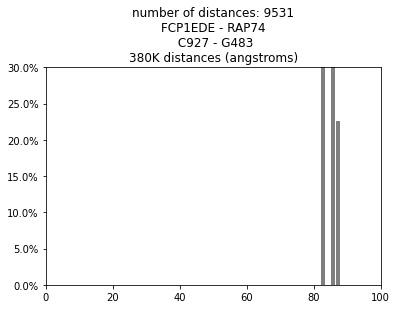 number of distances: 9531
FCP1EDE - RAP74
C927 - G483
380K distances (angstroms)
30.0%
25.0%
20.0%
15.0%
10.0%
5.0%
0.0%
0 20 40 60 80 100